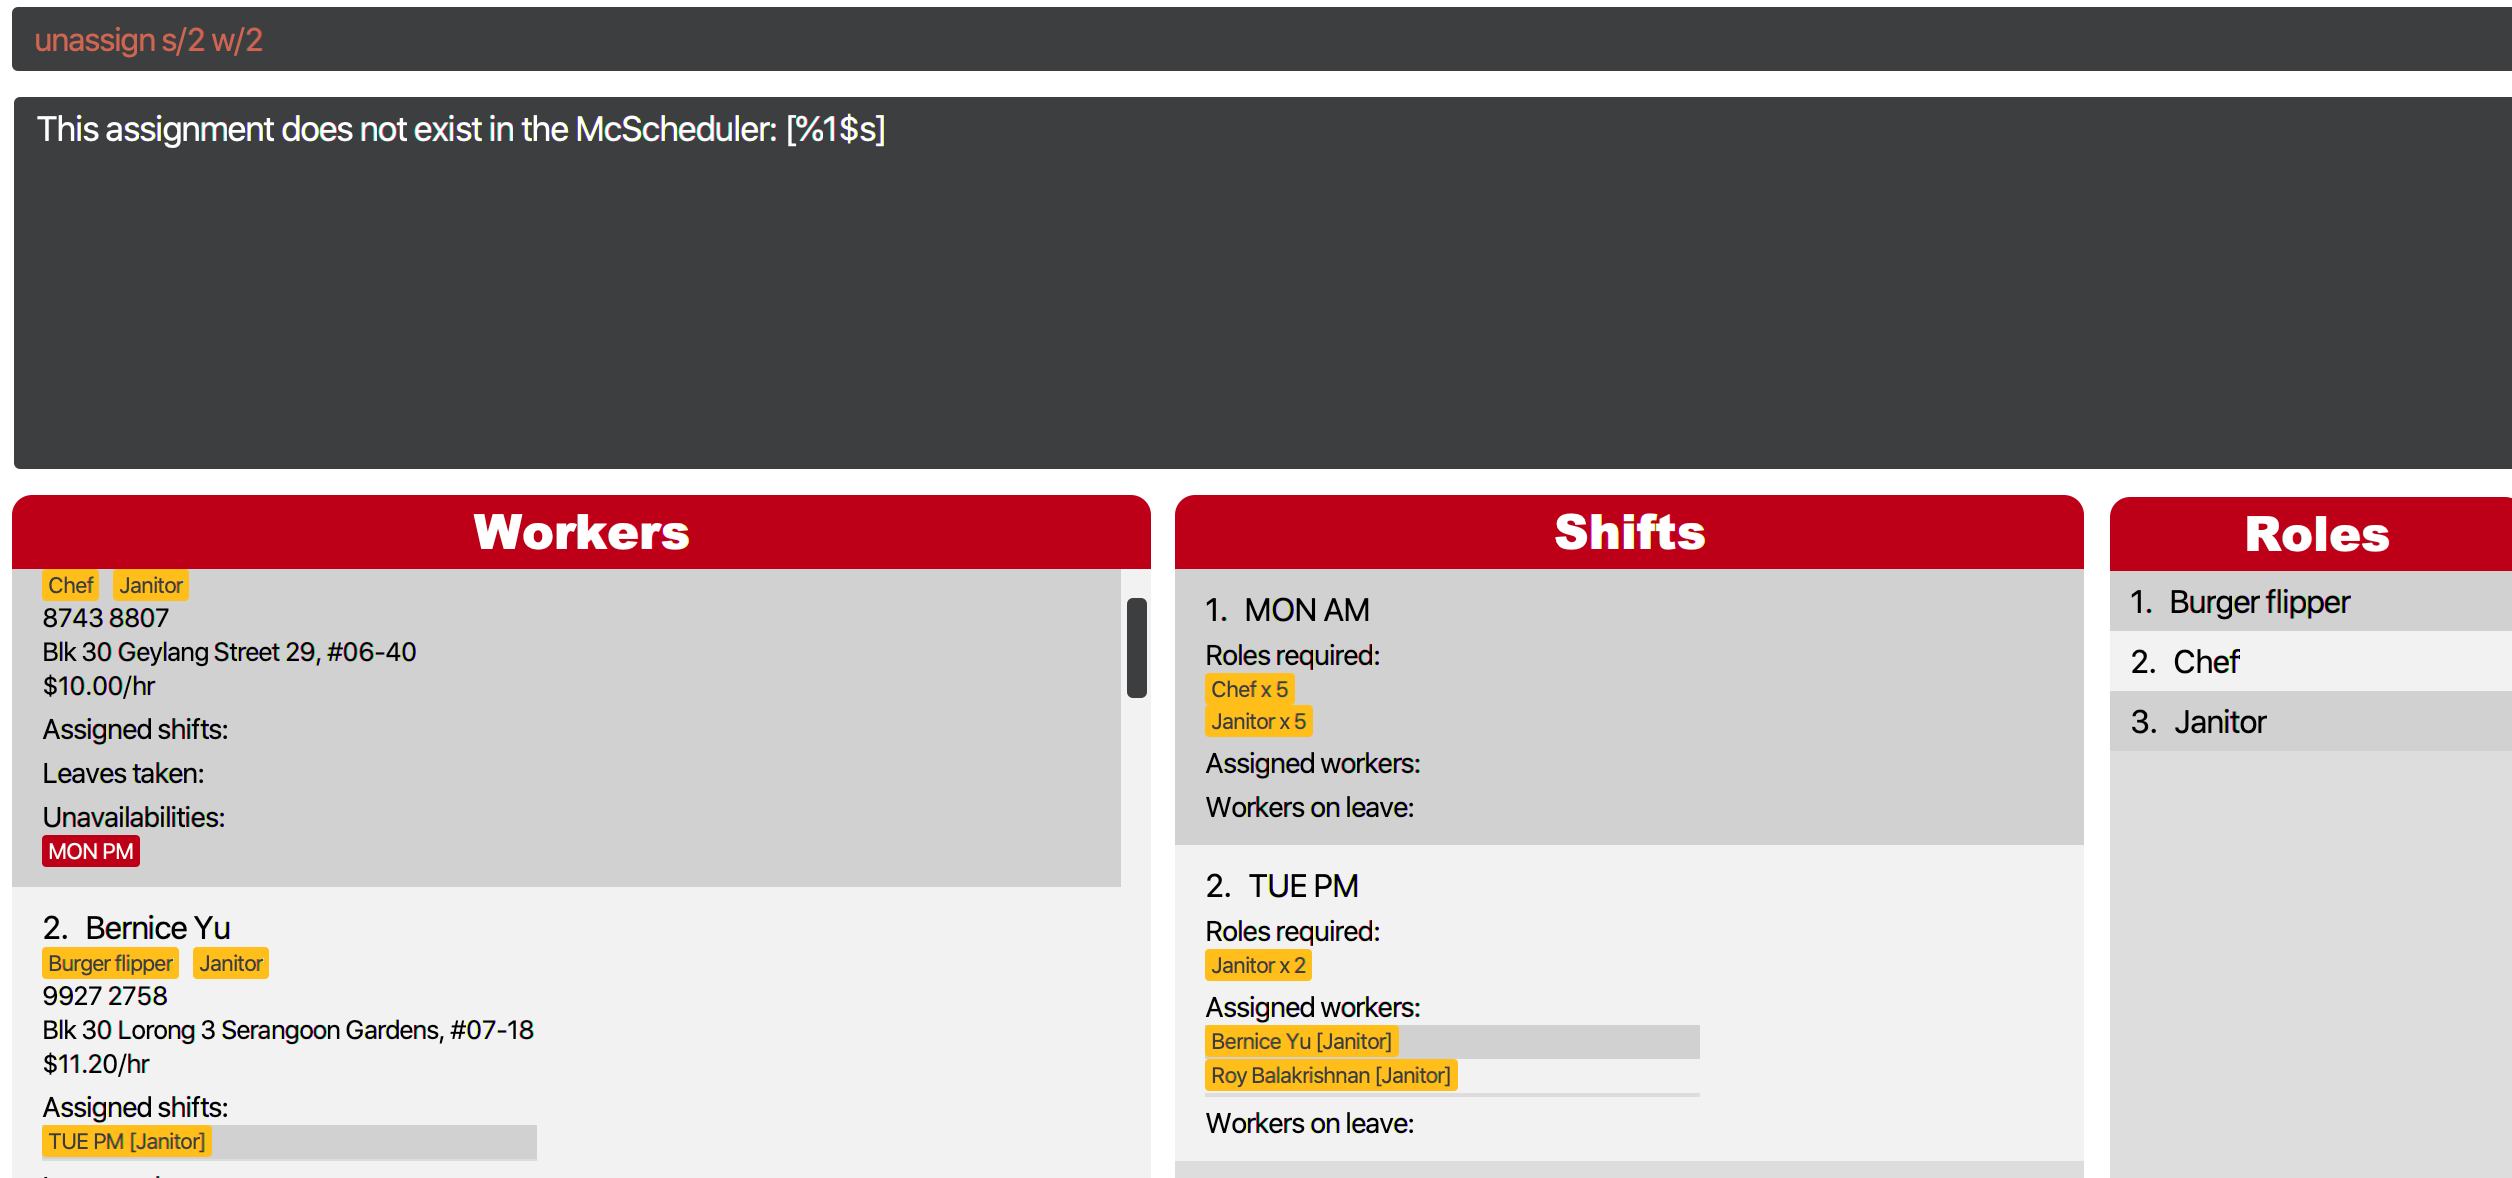 unassign s/2 w/2
This assignment does not exist in the McScheduler: [%1$s]
Workers
Chef Janitor
8743 8807
Blk 30 Geylang Street 29, #06-40
$10.00/hr
Assigned shifts:
Leaves taken:
Unavailabilities:
MON PM
2. Bernice Yu
Burger flipper Janitor
9927 2758
Blk 30 Lorong 3 Serangoon Gardens, #07-18
$11.20/hr
Assigned shifts:
TUE PM [Janitor]
Shifts
1. MON AM
Roles required:
Chef x 5
Janitor x 5
Assigned workers:
Workers on leave:
2. TUE PM
Roles required:
Janitor x 2
Assigned workers:
Bernice Yu [Janitor]
Roy Balakrishnan [Janitor]
Workers on leave:
Roles
1. Burger flipper
2. Chef
3. Janitor